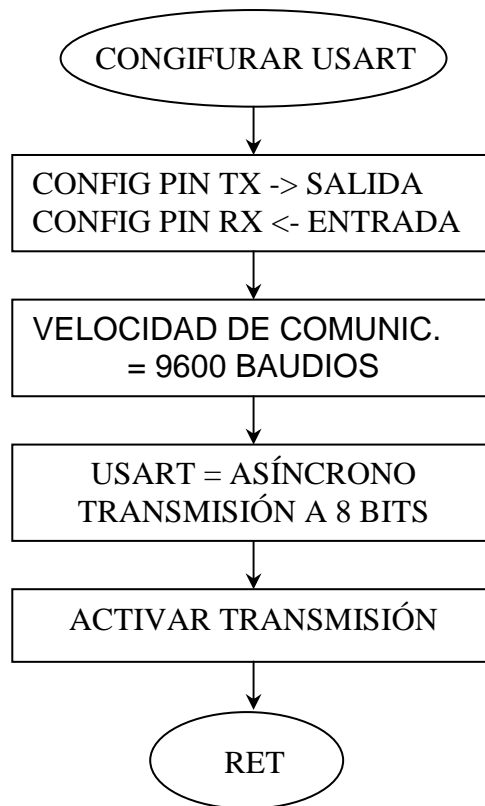 CONGIFURAR USART
CONFIG PIN TX -> SALIDA
CONFIG PIN RX <- ENTRADA
VELOCIDAD DE COMUNIC.
= 9600 BAUDIOS
USART = ASÍNCRONO
TRANSMISIÓN A 8 BITS
ACTIVAR TRANSMISIÓN
RET